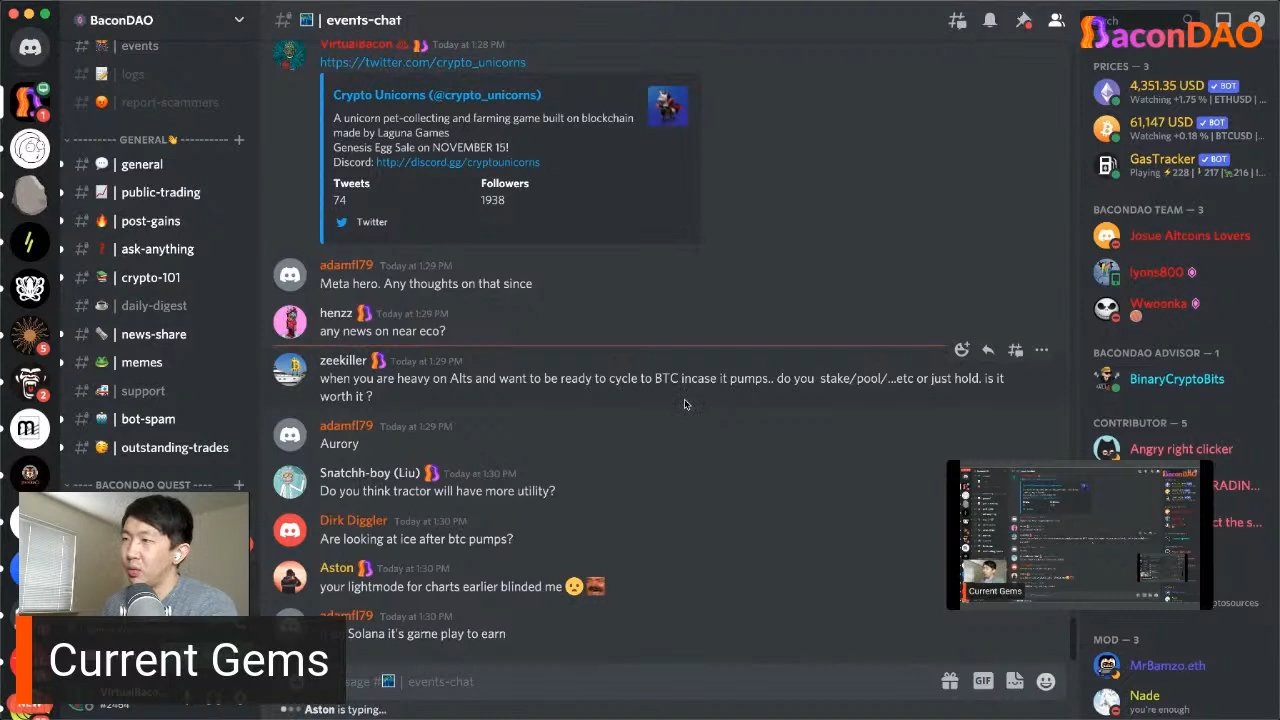 BaconDAO
events
logs
report-scammers
GENERAL
general
public-trading
post-gains
ask-anything
crypto-101
daily-digest
news-share
memes
support
bot-spam
outstanding-trades
BACONDAO QUEST
| events-chat
VirtualBacon Today at 1:28 PM
https://twitter.com/crypto_unicorns
Crypto Unicorns (@crypto_unicorns)
A unicorn pet-collecting and farming game built on blockchain
made by Laguna Games
Genesis Egg Sale on NOVEMBER 15!
Discord: http://discord.gg/cryptounicorns
Tweets Followers
74 1938
Twitter
adamfl79 Today at 1:29 PM
Meta hero. Any thoughts on that since
henzz Today at 1:29 PM
any news on near eco?
zeekiller Today at 1:29 PM
when you are heavy on Alts and want to be ready to cycle to BTC incase it pumps.. do you stake/pool/...etc or just hold. is it
worth it ?
adamfl79 Today at 1:29 PM
Aurory
Snatchh-boy (Liu) Today at 1:30 PM
Do you think tractor will have more utility?
Dirk Diggler Today at 1:30 PM
Are looking at ice after btc pumps?
Aston Today at 1:30 PM
your lightmode for charts earlier blinded me
adamfl79 Today at 1:30 PM
Solana it's game play to earn
| events-chat
Aston is typing...
BaconDAO
PRICES — 3
4,351.35 USD BOT
Watching +1.75 % | ETHUSD | ...
61,147 USD BOT
Watching +0.18 % | BTCUSD | ...
GasTracker BOT
Playing ⚡228 | 217 | 216 | l...
BACONDAO TEAM — 3
Josue Altcoins Lovers
lyons800
Wwoonka
BACONDAO ADVISOR — 1
BinaryCryptoBits
CONTRIBUTOR — 5
Angry right clicker
MOD — 3
MrBamzo.eth
Nade
you're enough
BaconDAO
Current Gems
Current Gems